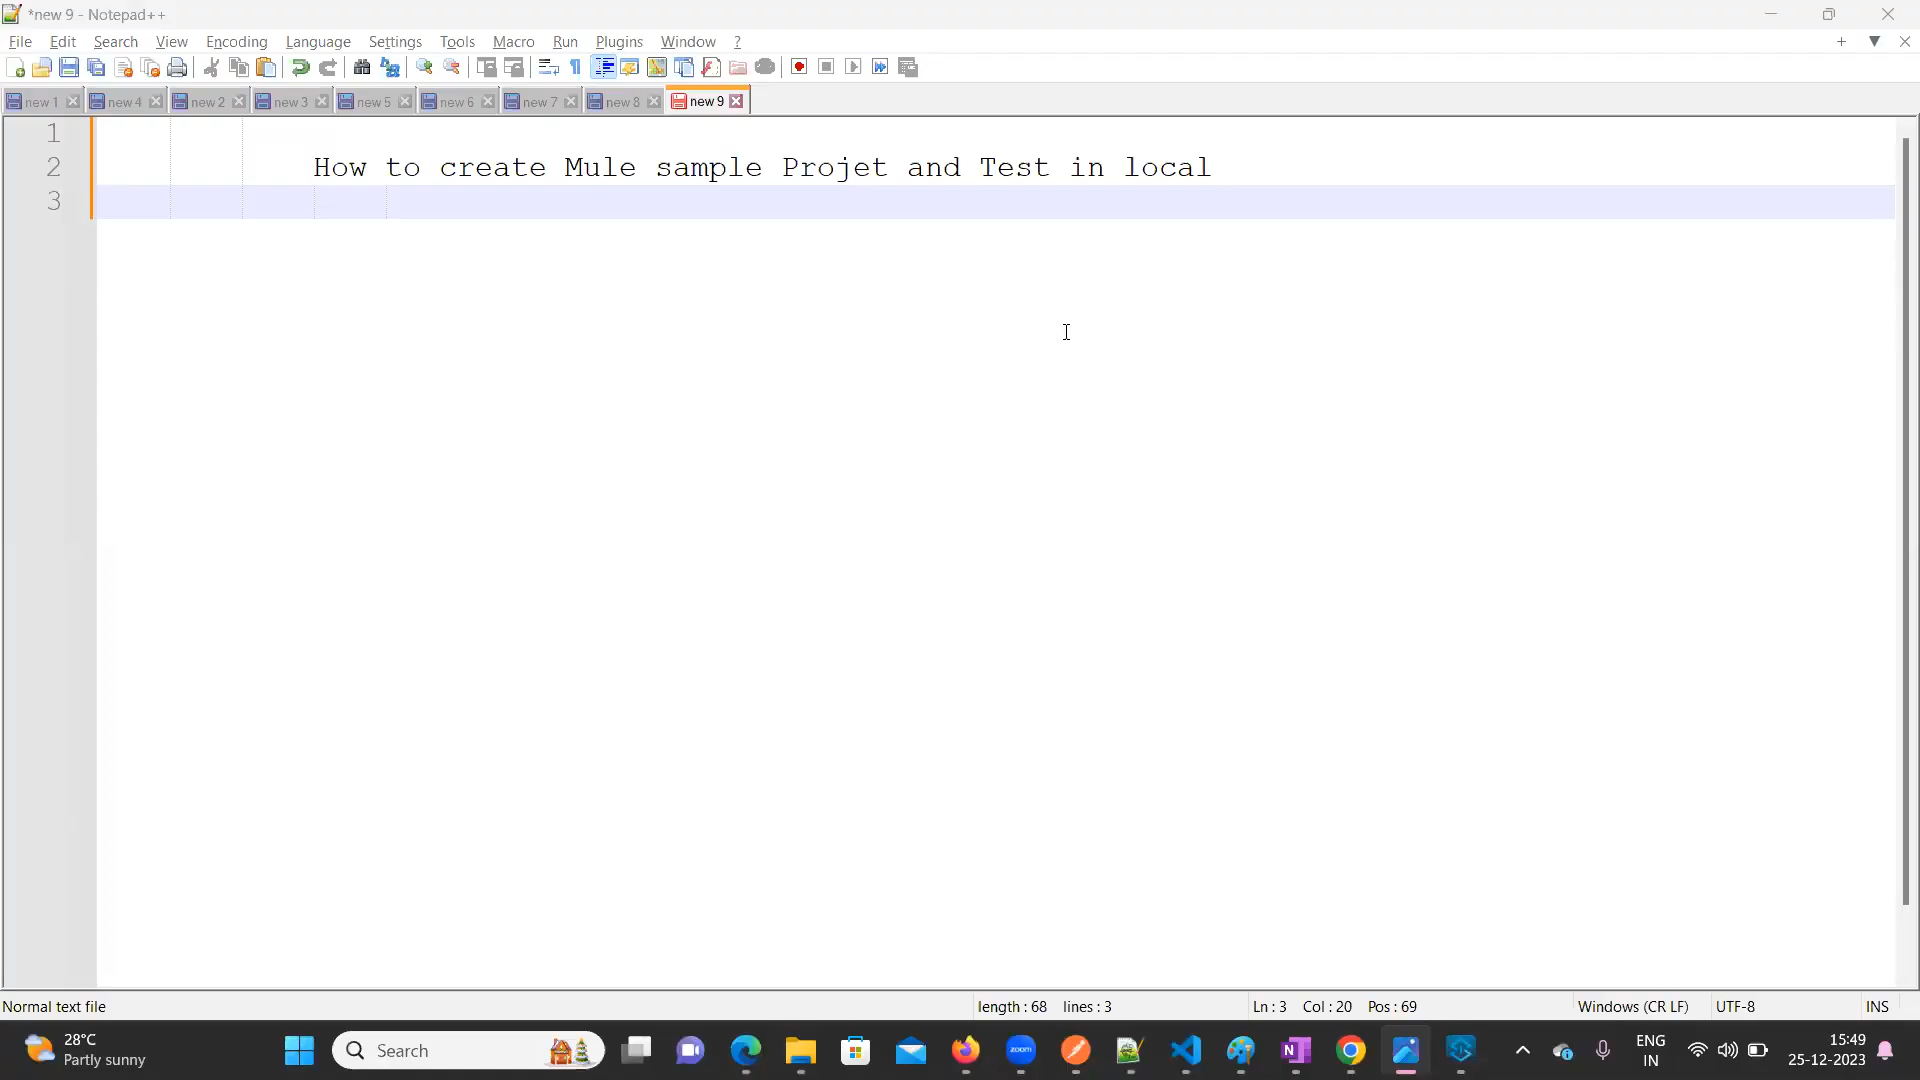 *new 9 - Notepad++
File Edit Search View Encoding Language Settings Tools Macro Run Plugins Window ?
new 1 new 4 new 2 new 3 new 5 new 6 new 7 new 8 new 9
1
2 How to create Mule sample Projet and Test in local
3
Normal text file length : 68 lines : 3 Ln : 3 Col : 20 Pos : 69 Windows (CR LF) UTF-8 INS
28°C
Partly sunny
Search
zoom
N
ENG
IN
15:49
25-12-2023